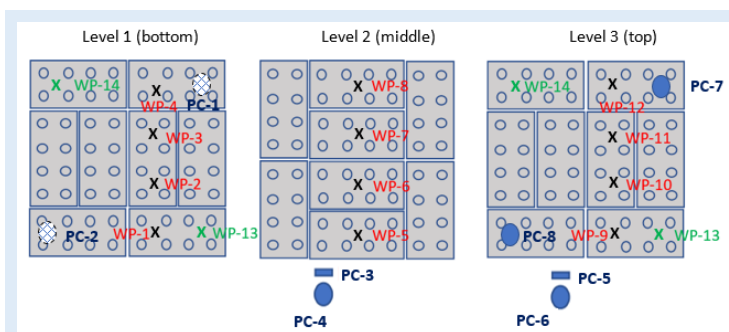 Level 1 (bottom)
Level 2 (middle)
Level 3 (top)
X WP-14
X
WP-4
PC-1
X WP-3
X WP-2
PC-2
WP-1 X
X WP-13
X WP-8
X WP-7
X WP-6
X WP-5
PC-3
PC-4
X WP-14
X
WP-12
PC-7
X WP-11
X WP-10
PC-8
WP-9 X
X WP-13
PC-5
PC-6